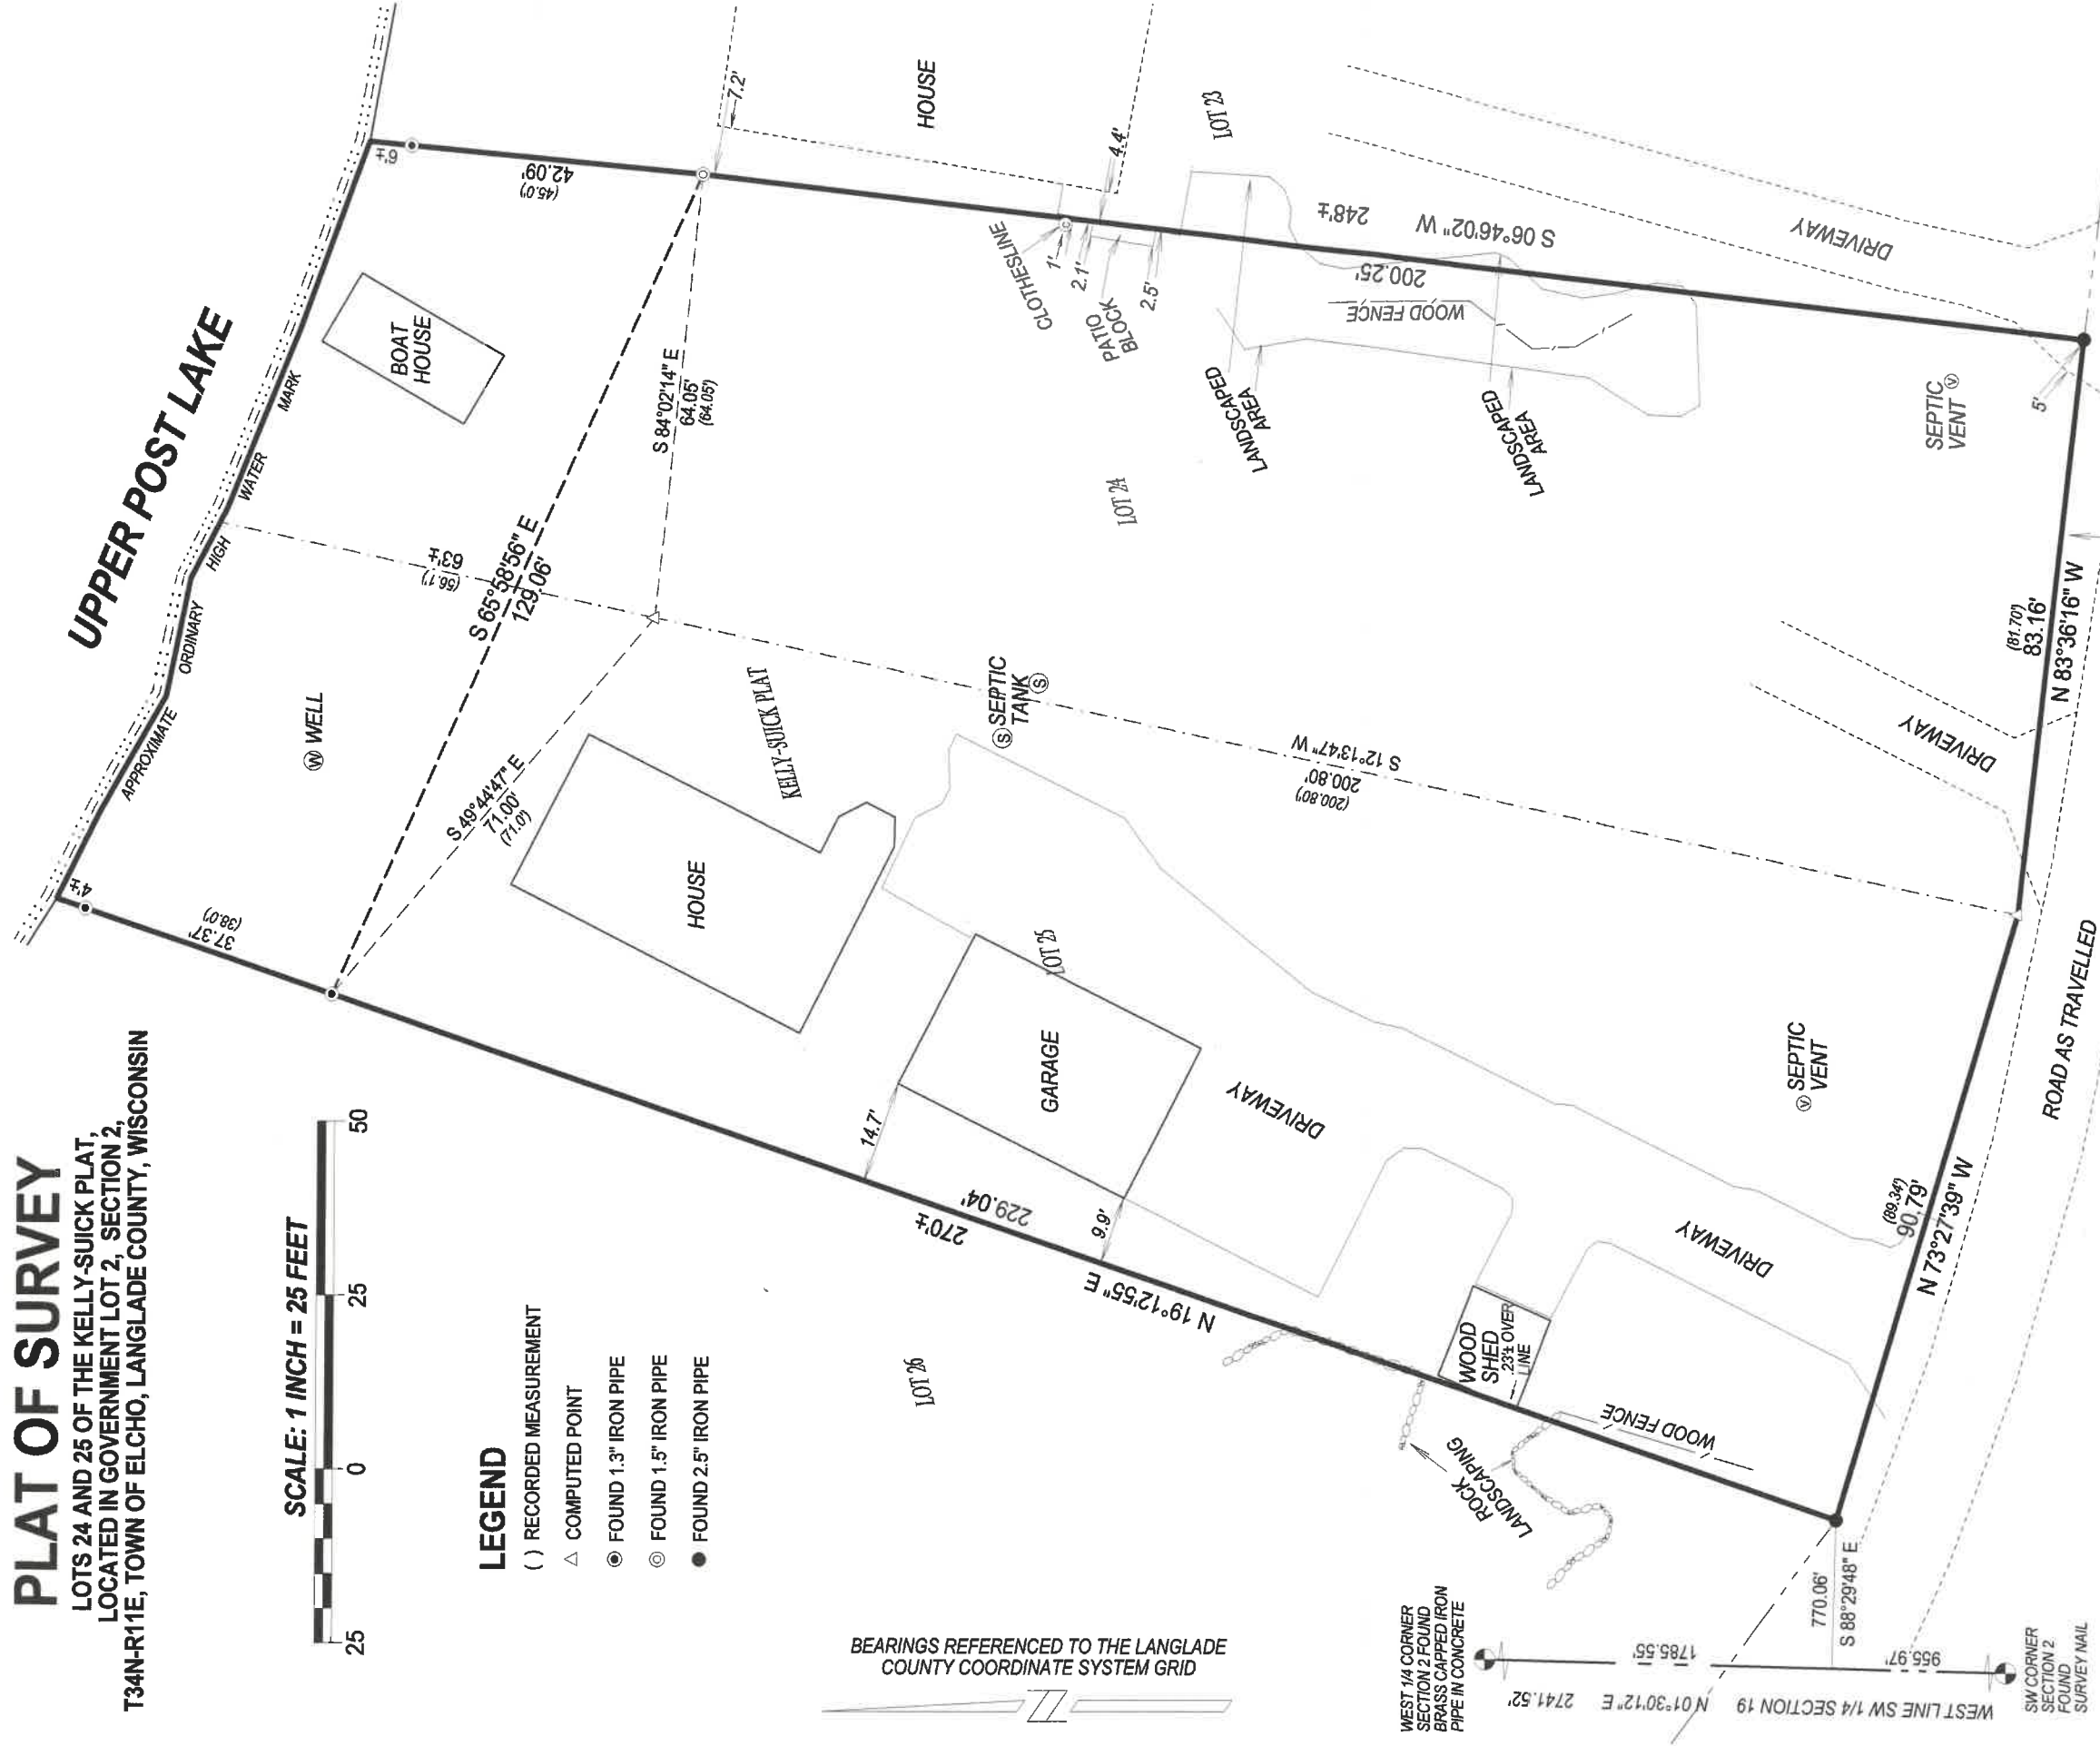 PLAT OF SURVEY
LOTS 24 AND 25 OF THE KELLY-SUICK PLAT,
LOCATED IN GOVERNMENT LOT 2, SECTION 2,
T34N-R11E, TOWN OF ELCHO, LANGLADE COUNTY, WISCONSIN
SCALE: 1 INCH = 25 FEET
25
0
25
50
LEGEND
( ) RECORDED MEASUREMENT
△ COMPUTED POINT
FOUND 1.3" IRON PIPE
FOUND 1.5" IRON PIPE
FOUND 2.5" IRON PIPE
BEARINGS REFERENCED TO THE LANGLADE
COUNTY COORDINATE SYSTEM GRID
UPPER POST LAKE
APPROXIMATE
ORDINARY
HIGH
WATER
MARK
4'±
37.37'
(38.0')
6'±
42.09'
(45.0')
BOAT
HOUSE
W WELL
63'±
(56.1')
S 65°58'56" E
129.06'
S 84°02'14" E
64.05'
(64.05')
S 49°44'47" E
71.00'
(71.0')
7.2'
HOUSE
4.4'
LOT 23
CLOTHESLINE
C
1'
2.1'
PATIO
BLOCK
2.5'
HOUSE
KELLY-SUICK PLAT
S SEPTIC
TANK S
LOT 24
LANDSCAPED
AREA
LANDSCAPED
AREA
WOOD FENCE
200.25'
248'±
S 06°46'02" W
DRIVEWAY
SEPTIC
VENT V
5'
S 12°13'47" W
200.80'
(200.80')
LOT 25
GARAGE
14.7'
9.9'
229.04'
270'±
N 19°12'55" E
DRIVEWAY
DRIVEWAY
DRIVEWAY
V SEPTIC
VENT
LOT 26
WOOD
SHED
.23'± OVER
LINE
WOOD FENCE
ROCK
LANDSCAPING
(81.70')
83.16'
N 83°36'16" W
(89.34')
90.79'
N 73°27'39" W
ROAD AS TRAVELLED
WEST 1/4 CORNER
SECTION 2 FOUND
BRASS CAPPED IRON
PIPE IN CONCRETE
1785.55'
955.97'
WEST LINE SW 1/4 SECTION 19 N 01°30'12" E 2741.52'
770.06'
S 88°29'48" E
SW CORNER
SECTION 2
FOUND
SURVEY NAIL